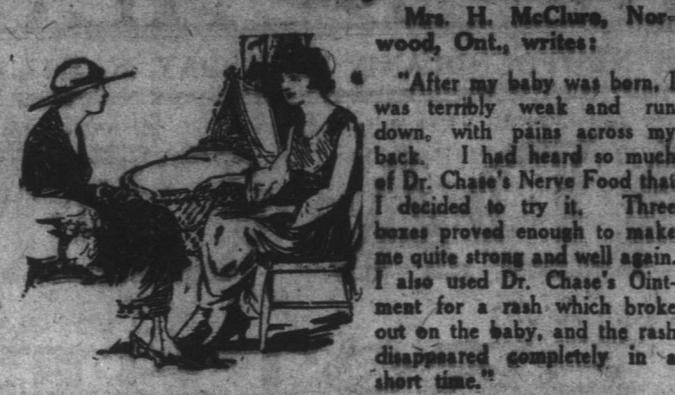 Mrs. H. McClure, Nor-
wood, Ont., writes:
"After my baby was born, I
was terribly weak and run
down, with pains across my
back. I had heard so much
of Dr. Chase's Nerve Food that
I decided to try it. Three
boxes proved enough to make
me quite strong and well again.
I also used Dr. Chase's Oint-
ment for a rash which broke
out on the baby, and the rash
disappeared completely in a
short time."